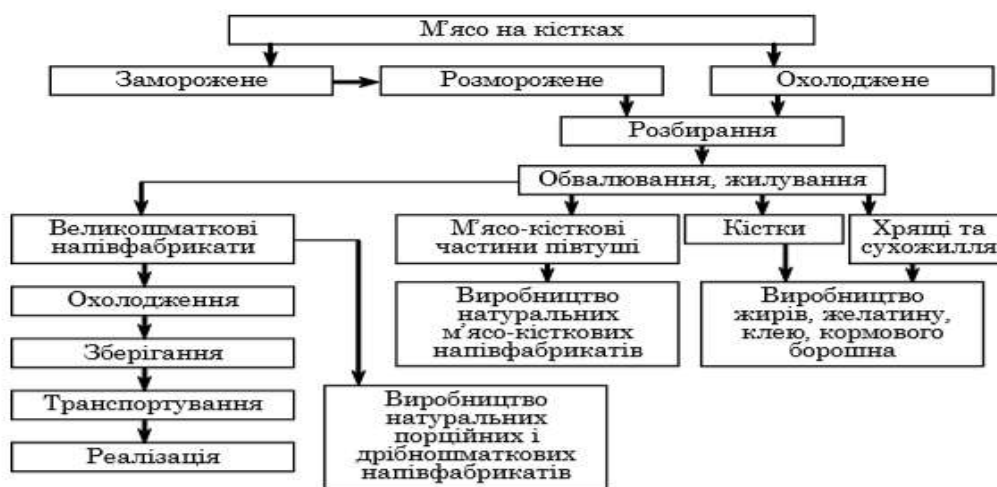 М'ясо на кістках
Заморожене
Розморожене
Охолоджене
Розбирання
Обвалювання, жилування
Великошматкові
напівфабрикати
М'ясо-кісткові
частини півтуші
Кістки
Хрящі та
сухожилля
Охолодження
Зберігання
Транспортування
Реалізація
Виробництво
натуральних
порційних і
дрібношматкових
напівфабрикатів
Виробництво
натуральних
м'ясо-кісткових
напівфабрикатів
Виробництво
жирів, желатину,
клею, кормового
борошна